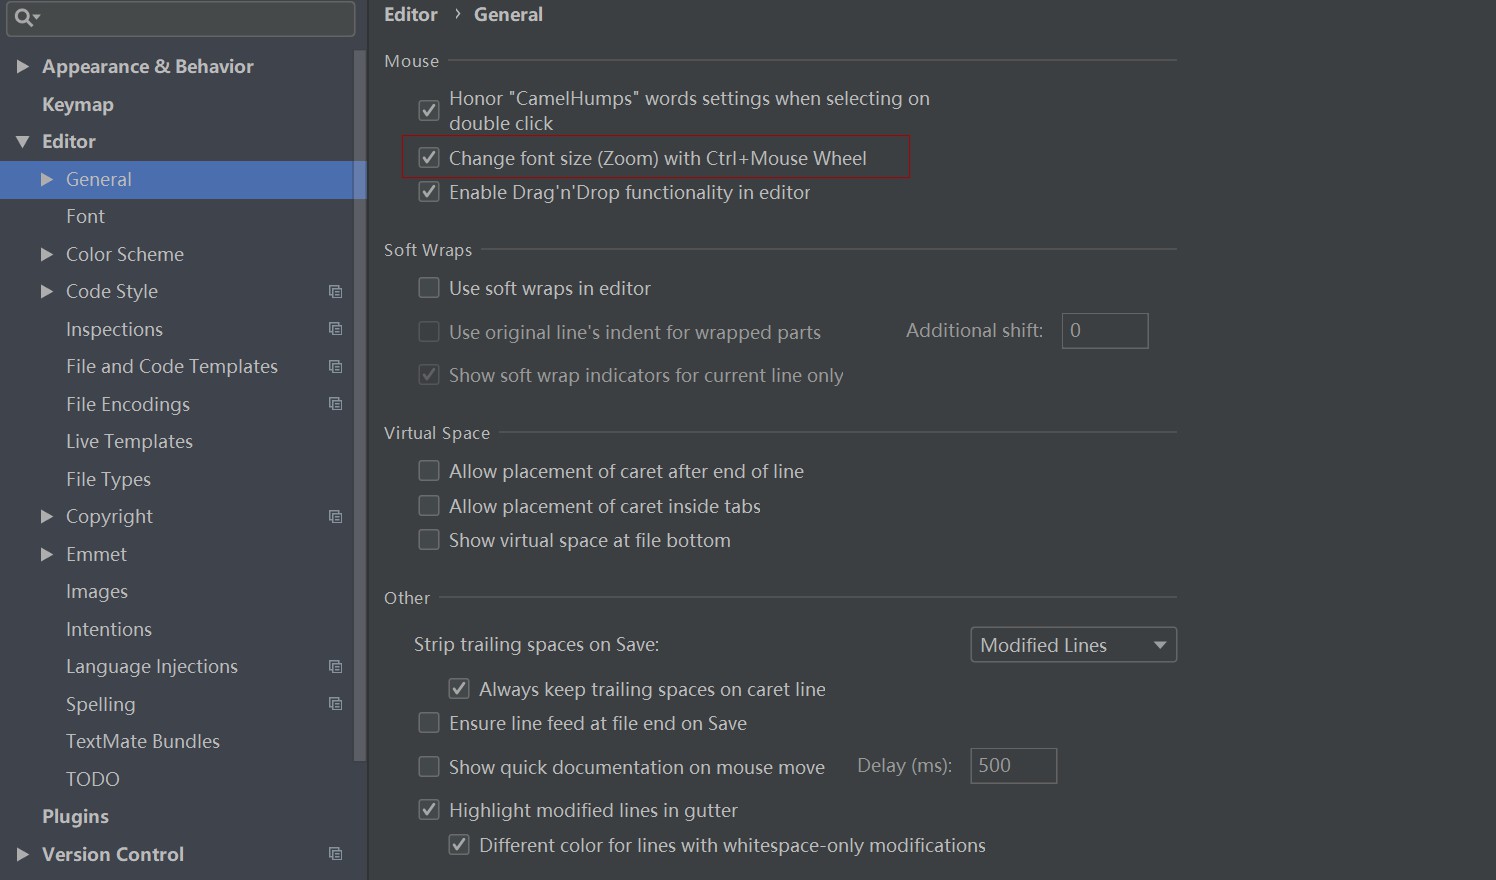 Appearance & Behavior
Keymap
Editor
General
Font
Color Scheme
Code Style
Inspections
File and Code Templates
File Encodings
Live Templates
File Types
Copyright
Emmet
Images
Intentions
Language Injections
Spelling
TextMate Bundles
TODO
Plugins
Version Control
Editor › General
Mouse
Honor "CamelHumps" words settings when selecting on
double click
Change font size (Zoom) with Ctrl+Mouse Wheel
Enable Drag'n'Drop functionality in editor
Soft Wraps
Use soft wraps in editor
Use original line's indent for wrapped parts Additional shift: 0
Show soft wrap indicators for current line only
Virtual Space
Allow placement of caret after end of line
Allow placement of caret inside tabs
Show virtual space at file bottom
Other
Strip trailing spaces on Save: Modified Lines
Always keep trailing spaces on caret line
Ensure line feed at file end on Save
Show quick documentation on mouse move Delay (ms): 500
Highlight modified lines in gutter
Different color for lines with whitespace-only modifications